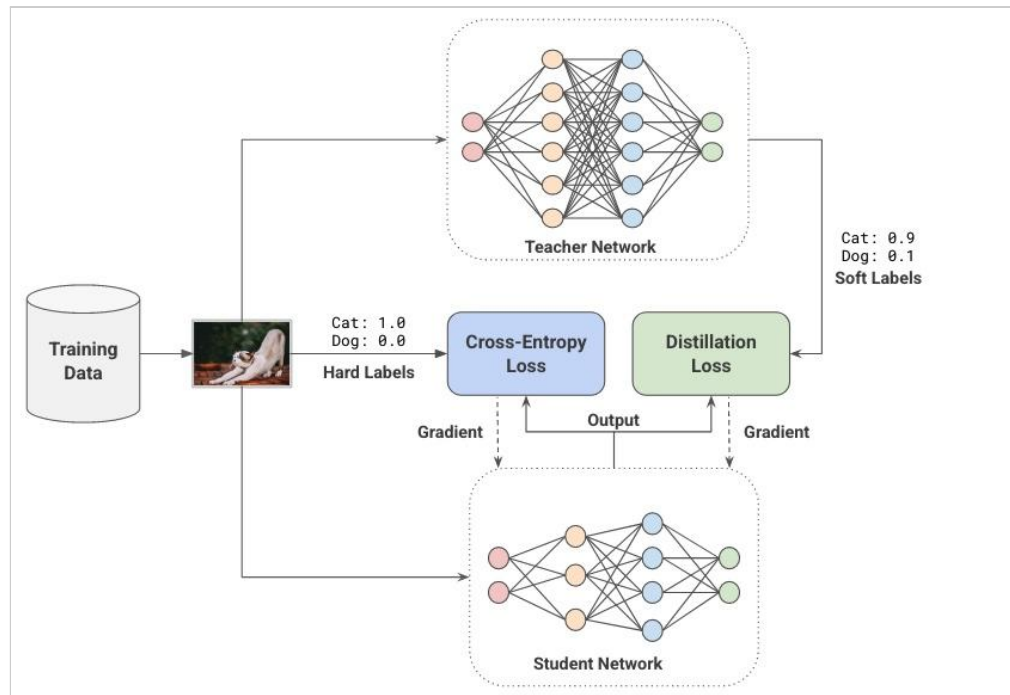 Teacher Network
Cat: 0.9
Dog: 0.1
Soft Labels
Training
Data
Cat: 1.0
Dog: 0.0
Hard Labels
Cross-Entropy
Loss
Distillation
Loss
Gradient
Output
Gradient
Student Network